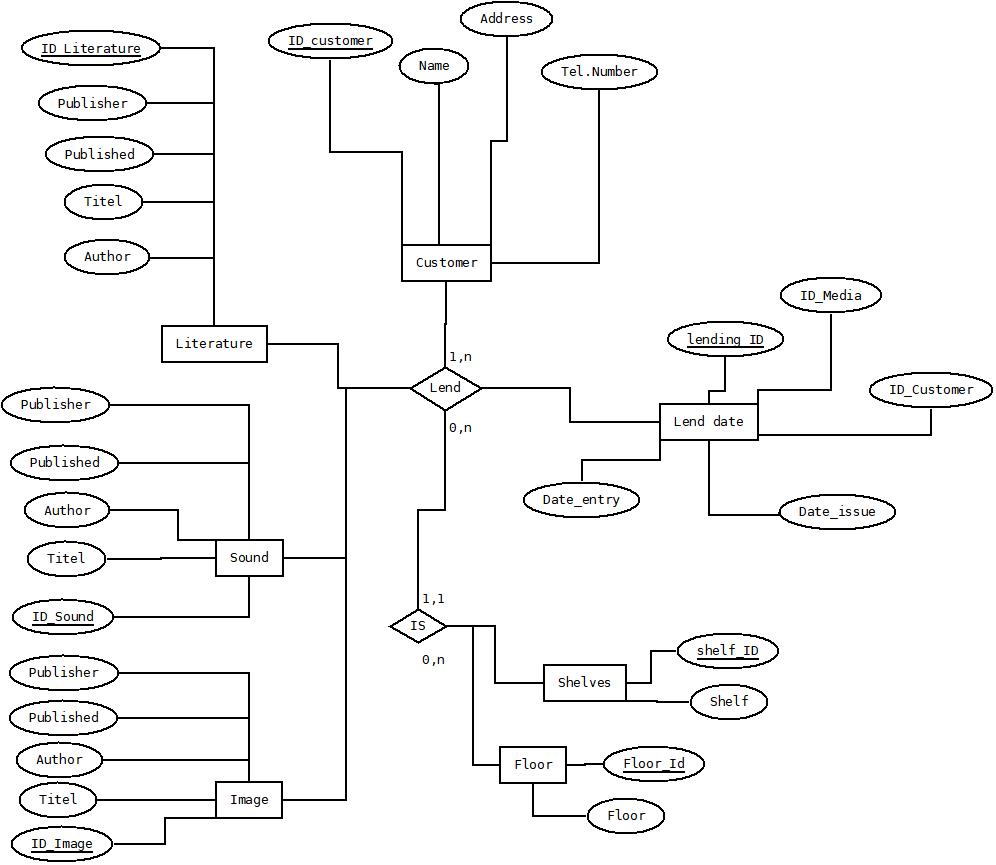 Address
ID_customer
ID_Literature
Name
Tel.Number
Publisher
Published
Titel
Author
Customer
ID_Media
lending_ID
Literature
1,n
Lend
ID_Customer
Publisher
Lend date
0,n
Published
Date_entry
Author
Date_issue
Titel
Sound
1,1
ID_Sound
IS
0,n
shelf_ID
Publisher
Shelves
Shelf
Published
Author
Floor
Floor_Id
Titel
Image
Floor
ID_Image